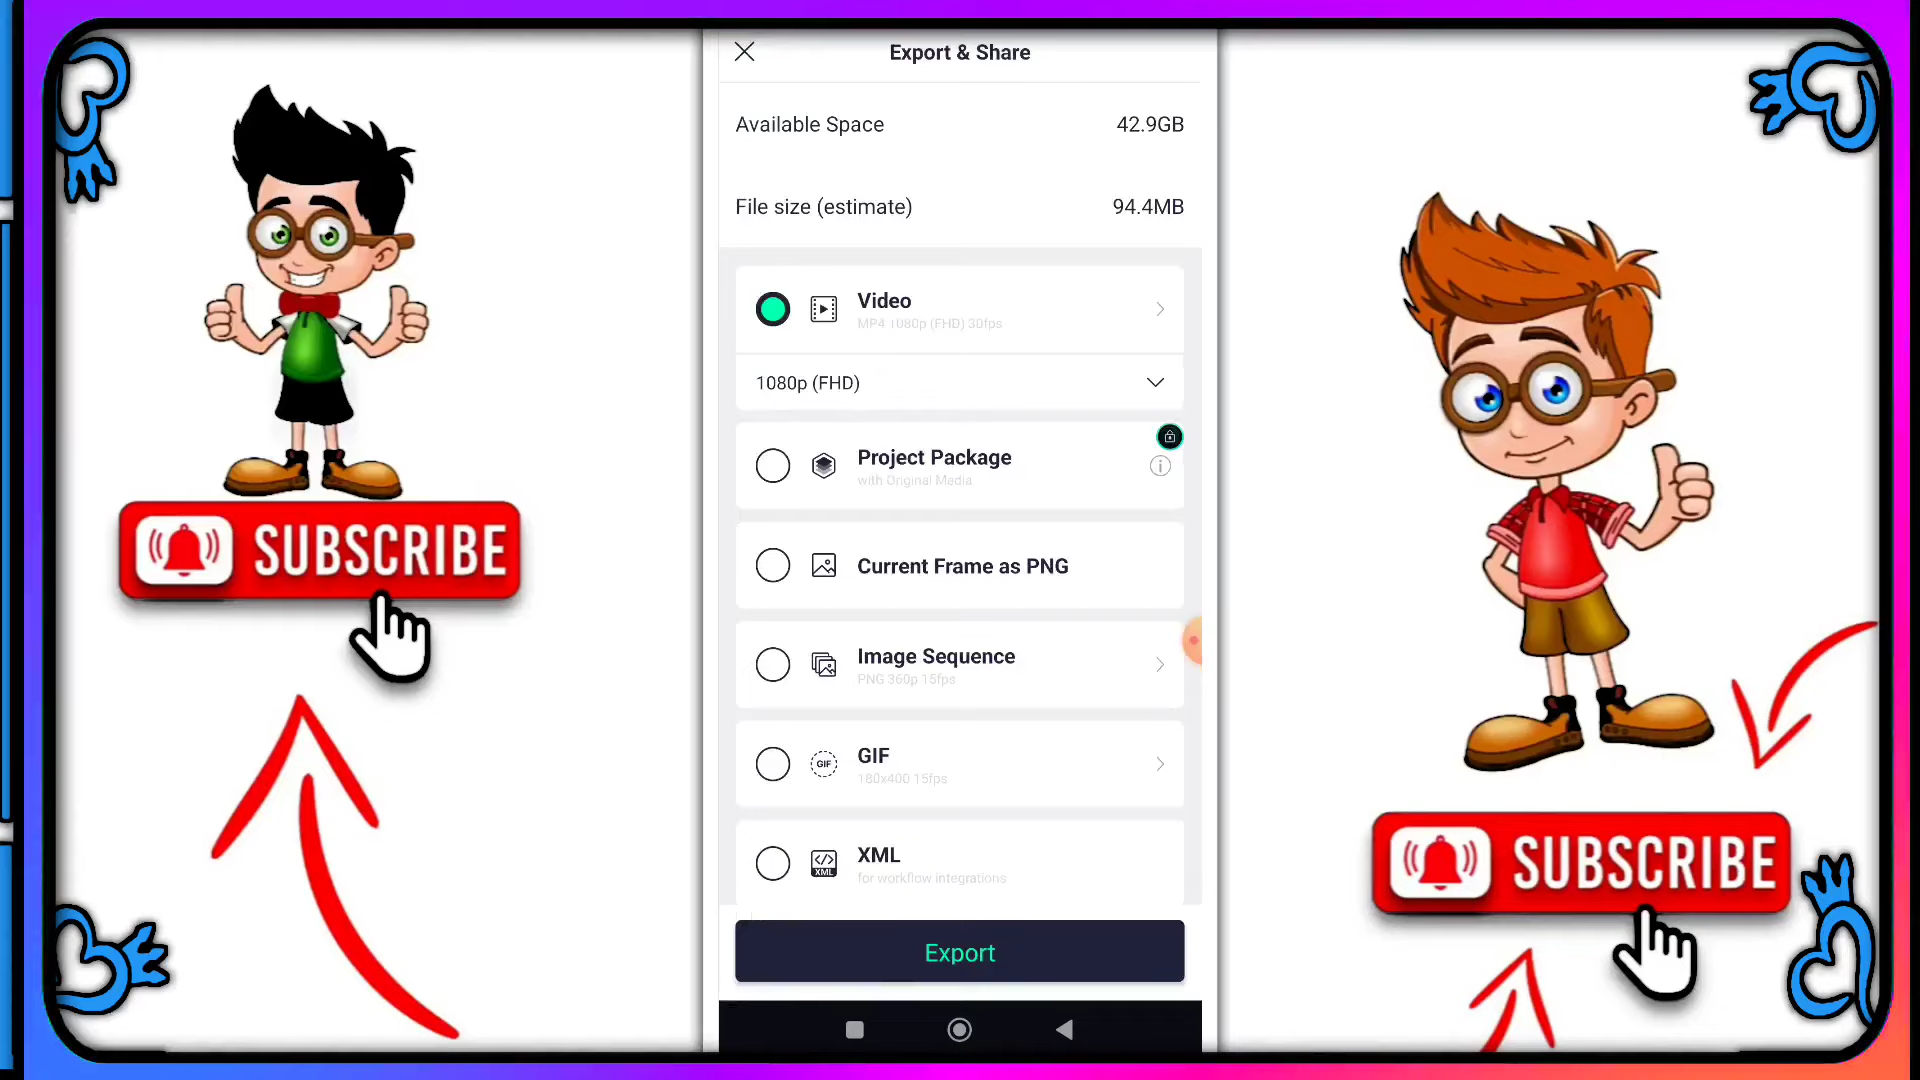 Export & Share
Available Space 42.9GB
File size (estimate) 94.4MB
Video
MP4 1080p (FHD) 30fps
1080p (FHD)
Project Package
with Original Media
Current Frame as PNG
Image Sequence
PNG 360p 15fps
GIF
GIF
180x400 15fps
XML
XML
for workflow integrations
Export
SUBSCRIBE
SUBSCRIBE